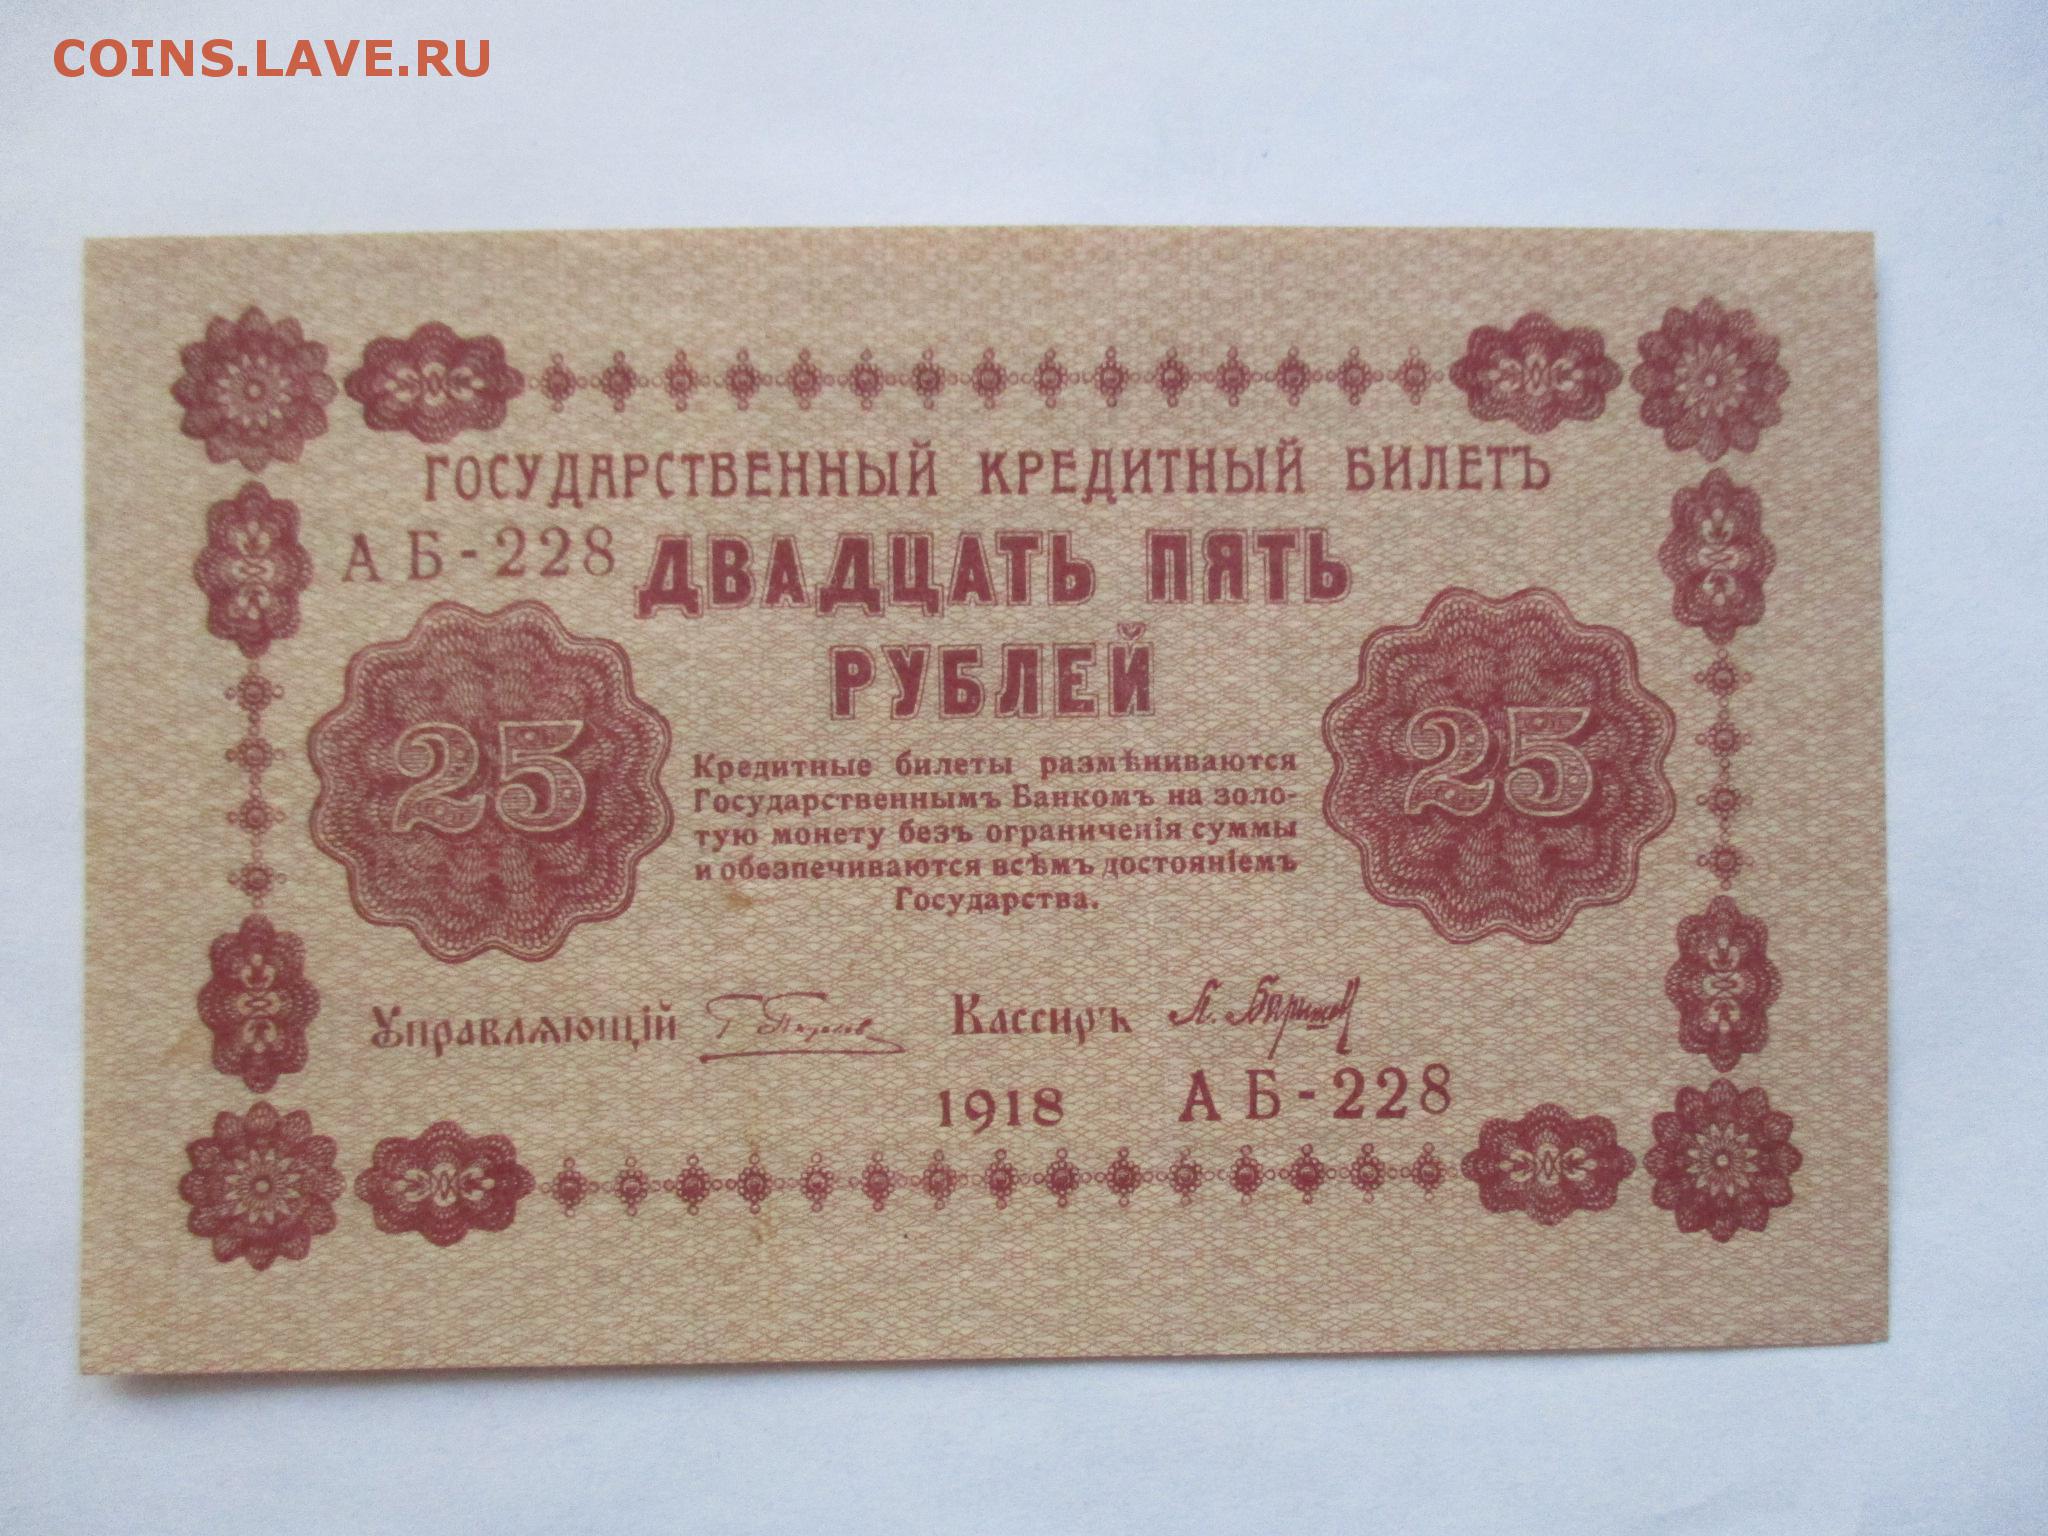 COINS.LAVE.RU
ГОСУДАРСТВЕННЫЙ КРЕДИТНЫЙ БИЛЕТЪ
АБ-228
ДВАДЦАТЬ ПЯТЬ
РУБЛЕЙ
25
25
Кредитные билеты размѣниваются
Государственнымъ Банкомъ на золо-
тую монету безъ ограниченія суммы
и обезпечиваются всѣмъ достояніемъ
Государства.
Управляющій Кассиръ
1918 АБ-228